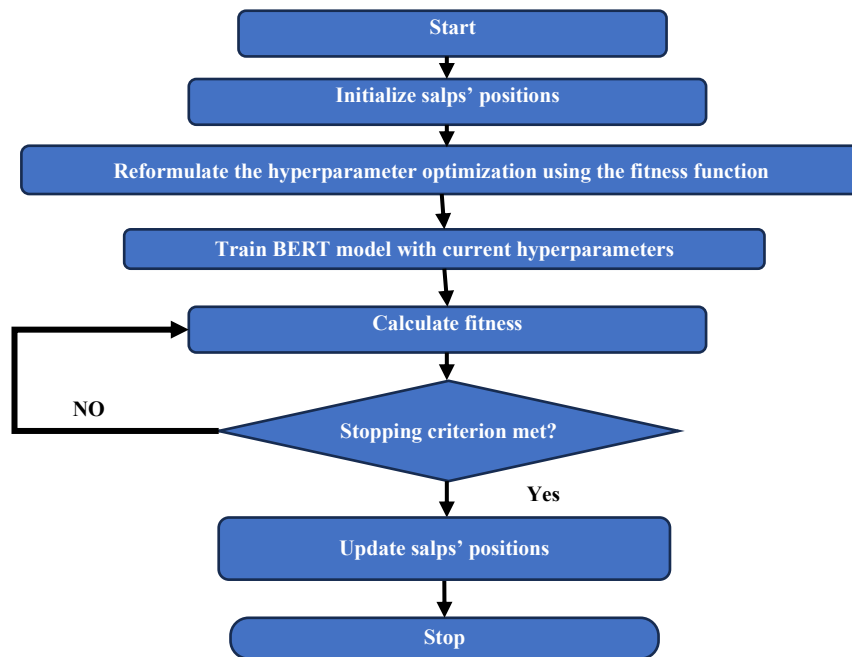 Start
Initialize salps’ positions
Reformulate the hyperparameter optimization using the fitness function
Train BERT model with current hyperparameters
Calculate fitness
NO
Stopping criterion met?
Yes
Update salps’ positions
Stop